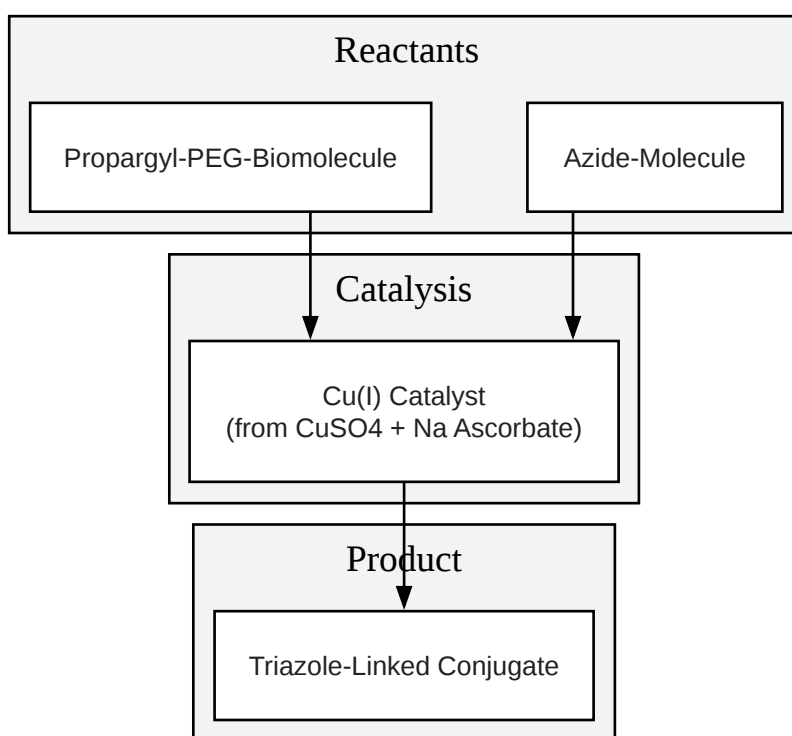 Reactants
Propargyl-PEG-Biomolecule
Azide-Molecule
Catalysis
Cu(I) Catalyst
(from CuSO4 + Na Ascorbate)
Product
Triazole-Linked Conjugate